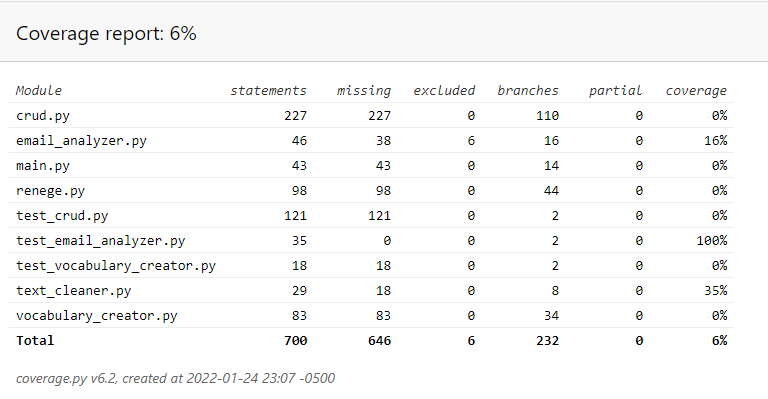 Coverage report: 6%
Module statements missing excluded branches partial coverage
crud.py 227 227 0 110 0 0%
email_analyzer.py 46 38 6 16 0 16%
main.py 43 43 0 14 0 0%
renege.py 98 98 0 44 0 0%
test_crud.py 121 121 0 2 0 0%
test_email_analyzer.py 35 0 0 2 0 100%
test_vocabulary_creator.py 18 18 0 2 0 0%
text_cleaner.py 29 18 0 8 0 35%
vocabulary_creator.py 83 83 0 34 0 0%
Total 700 646 6 232 0 6%
coverage.py v6.2, created at 2022-01-24 23:07 -0500